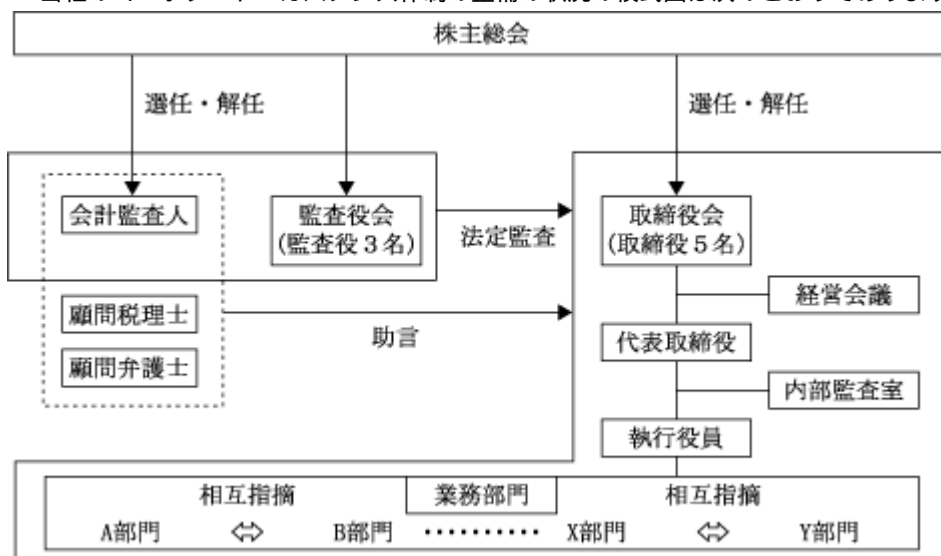 株主総会
選任・解任
選任・解任
会計監査人
監査役会
(監査役3名)
法定監査
取締役会
(取締役5名)
経営会議
顧問税理士
助言
代表取締役
顧問弁護士
内部監査室
執行役員
相互指摘
業務部門
相互指摘
A部門 ⇔ B部門 ・・・・・・・・・・ X部門 ⇔ Y部門